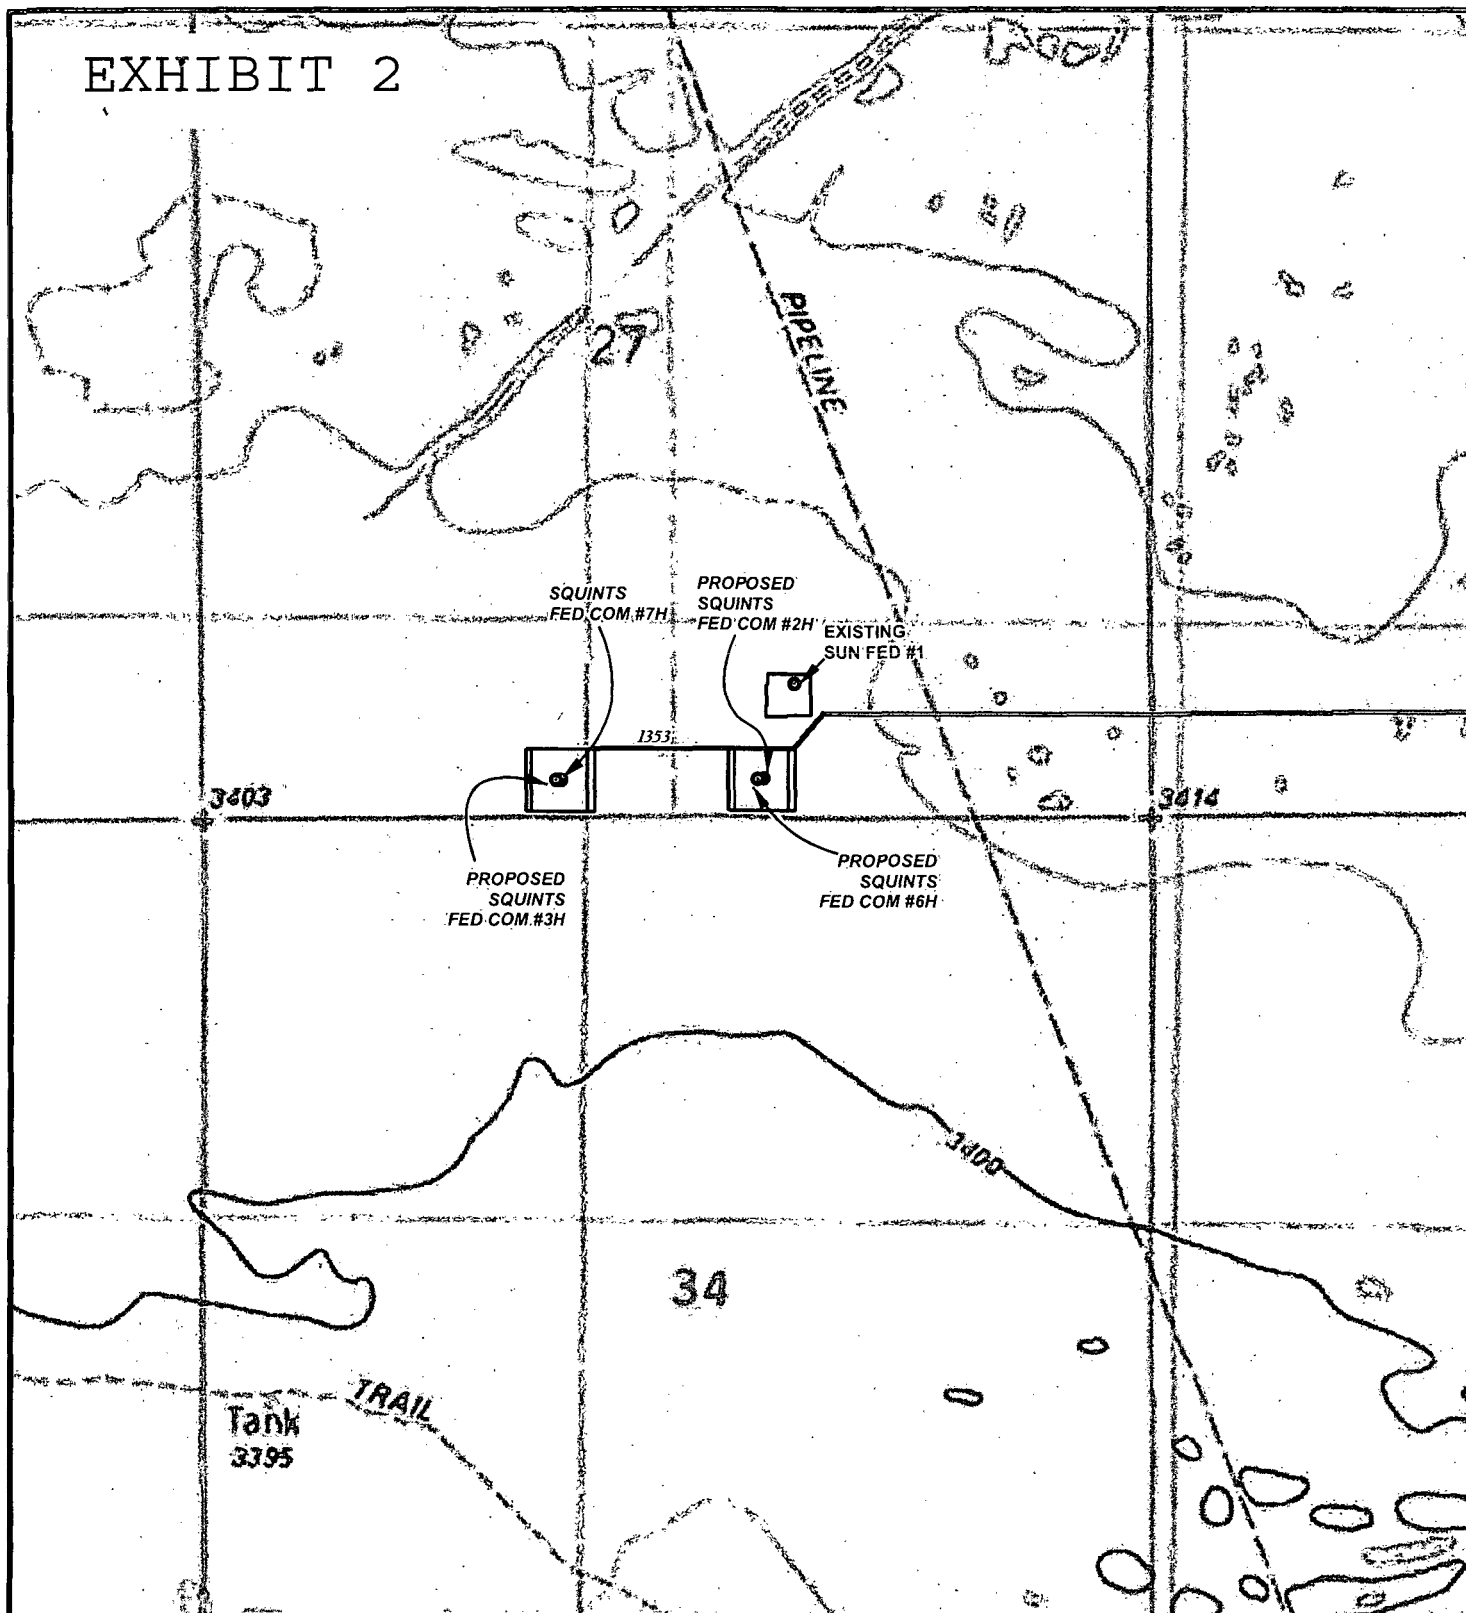 EXHIBIT 2
27
PIPELINE
SQUINTS
FED COM #7H
PROPOSED
SQUINTS
FED COM #2H
EXISTING
SUN FED #1
1353
3403
3414
PROPOSED
SQUINTS
FED COM #3H
PROPOSED
SQUINTS
FED COM #6H
3400
34
TRAIL
Tank
3395